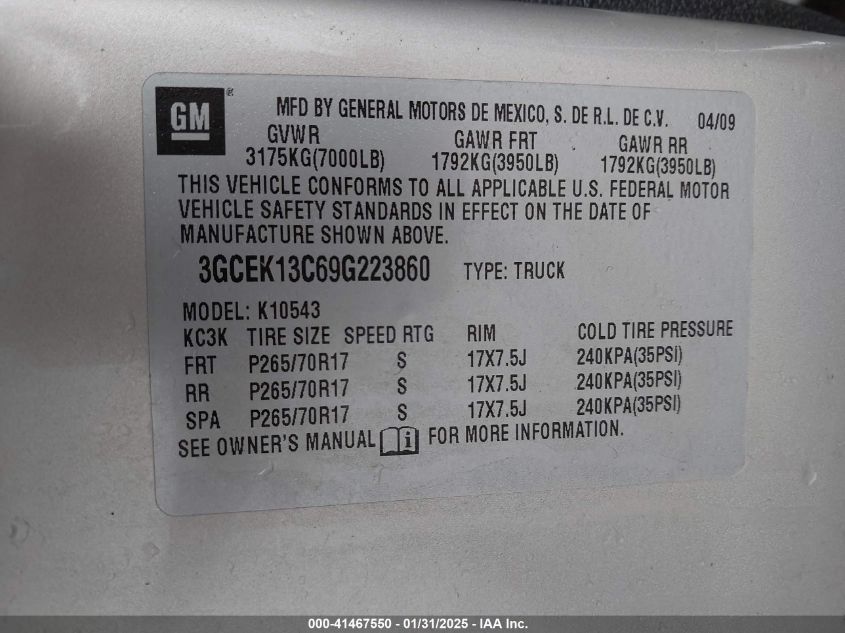 GM ® MFD BY GENERAL MOTORS DE MEXICO, S. DE R.L. DE C.V. 04/09
GVWR GAWR FRT GAWR RR
3175KG(7000LB) 1792KG(3950LB) 1792KG(3950LB)
THIS VEHICLE CONFORMS TO ALL APPLICABLE U.S. FEDERAL MOTOR
VEHICLE SAFETY STANDARDS IN EFFECT ON THE DATE OF
MANUFACTURE SHOWN ABOVE.
3GCEK13C69G223860 TYPE: TRUCK
MODEL: K10543
KC3K TIRE SIZE SPEED RTG RIM COLD TIRE PRESSURE
FRT P265/70R17 S 17X7.5J 240KPA(35PSI)
RR P265/70R17 S 17X7.5J 240KPA(35PSI)
SPA P265/70R17 S 17X7.5J 240KPA(35PSI)
SEE OWNER'S MANUAL i FOR MORE INFORMATION.
000-41467550 - 01/31/2025 - IAA Inc.